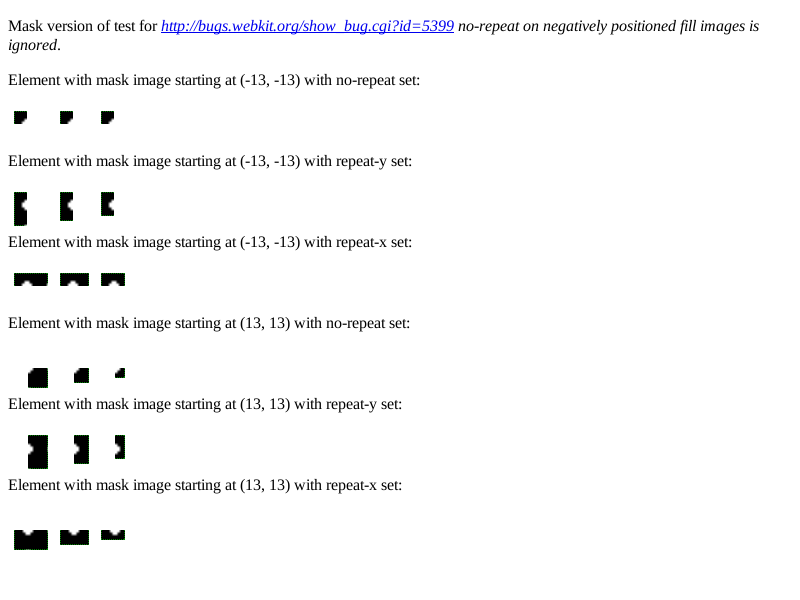 Mask version of test for http://bugs.webkit.org/show_bug.cgi?id=5399 no-repeat on negatively positioned fill images is
ignored.
Element with mask image starting at (-13, -13) with no-repeat set:
Element with mask image starting at (-13, -13) with repeat-y set:
Element with mask image starting at (-13, -13) with repeat-x set:
Element with mask image starting at (13, 13) with no-repeat set:
Element with mask image starting at (13, 13) with repeat-y set:
Element with mask image starting at (13, 13) with repeat-x set: